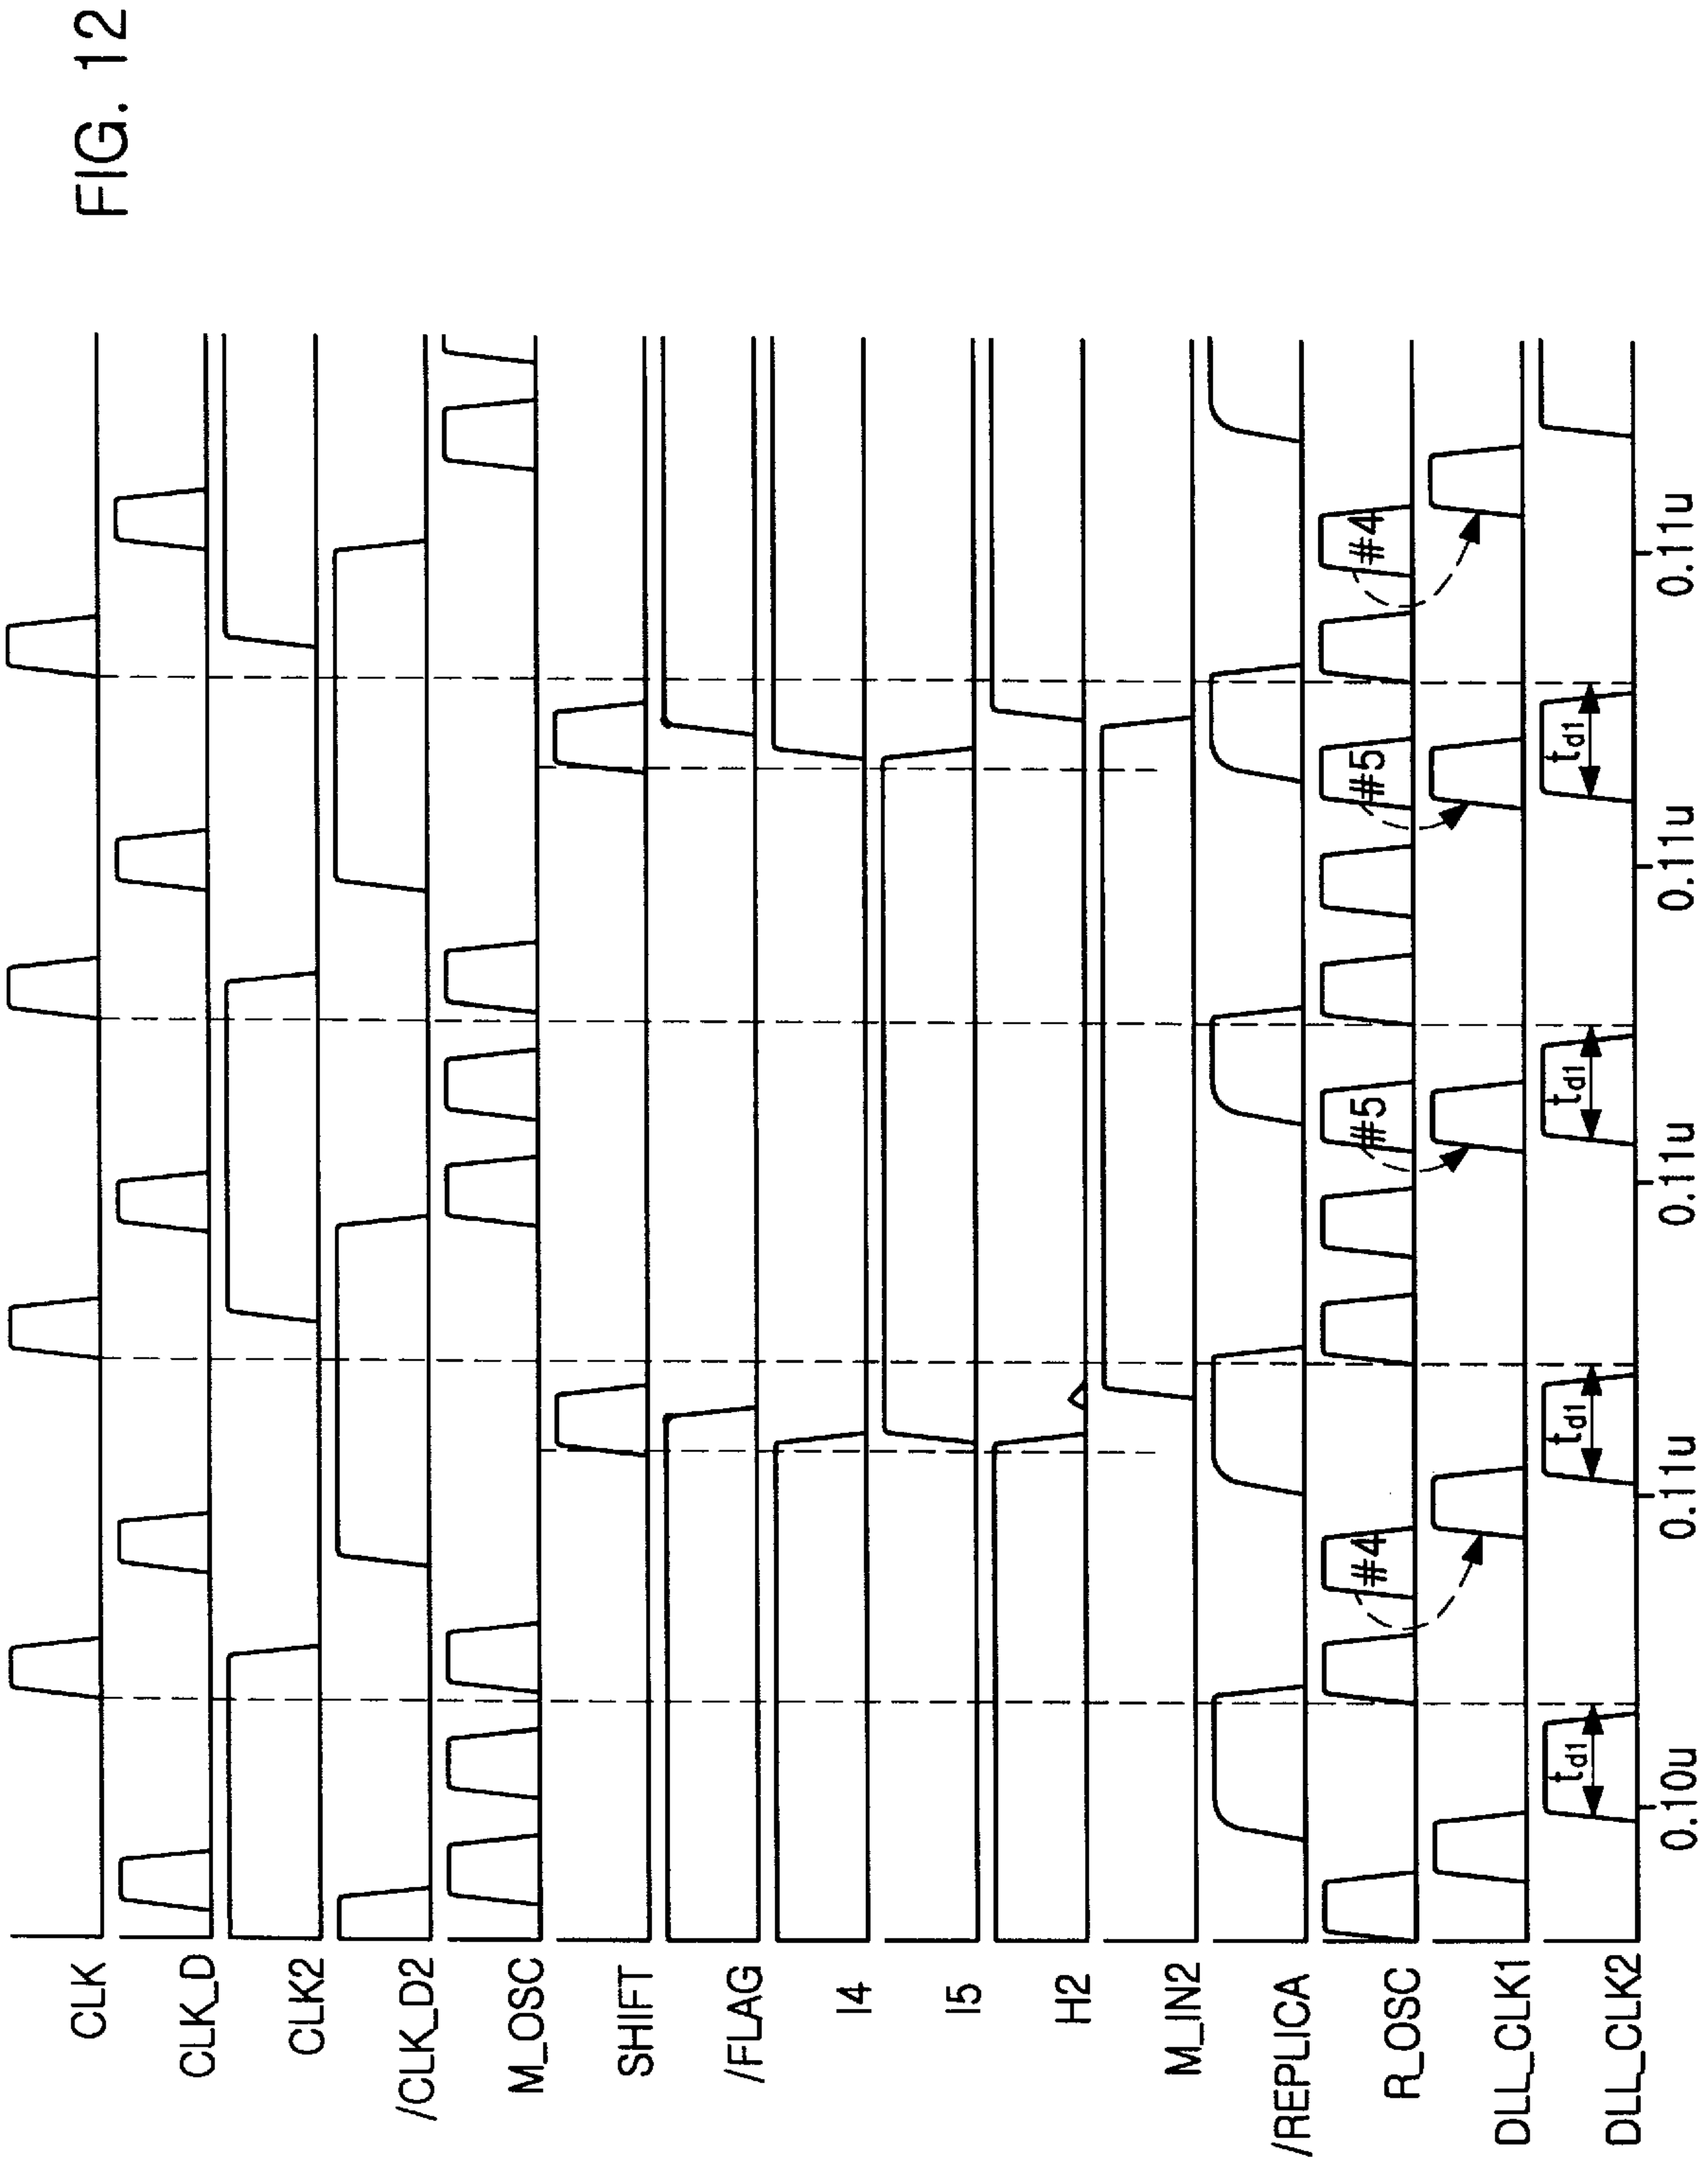 FIG. 12
CLK
CLK_D
CLK2
/CLK_D2
M_OSC
SHIFT
/FLAG
I4
I5
H2
M_IN2
/REPLICA
R_OSC
#4
#5
#5
#4
DLL_CLK1
DLL_CLK2
td1
td1
td1
td1
0.10u
0.11u
0.11u
0.11u
0.11u